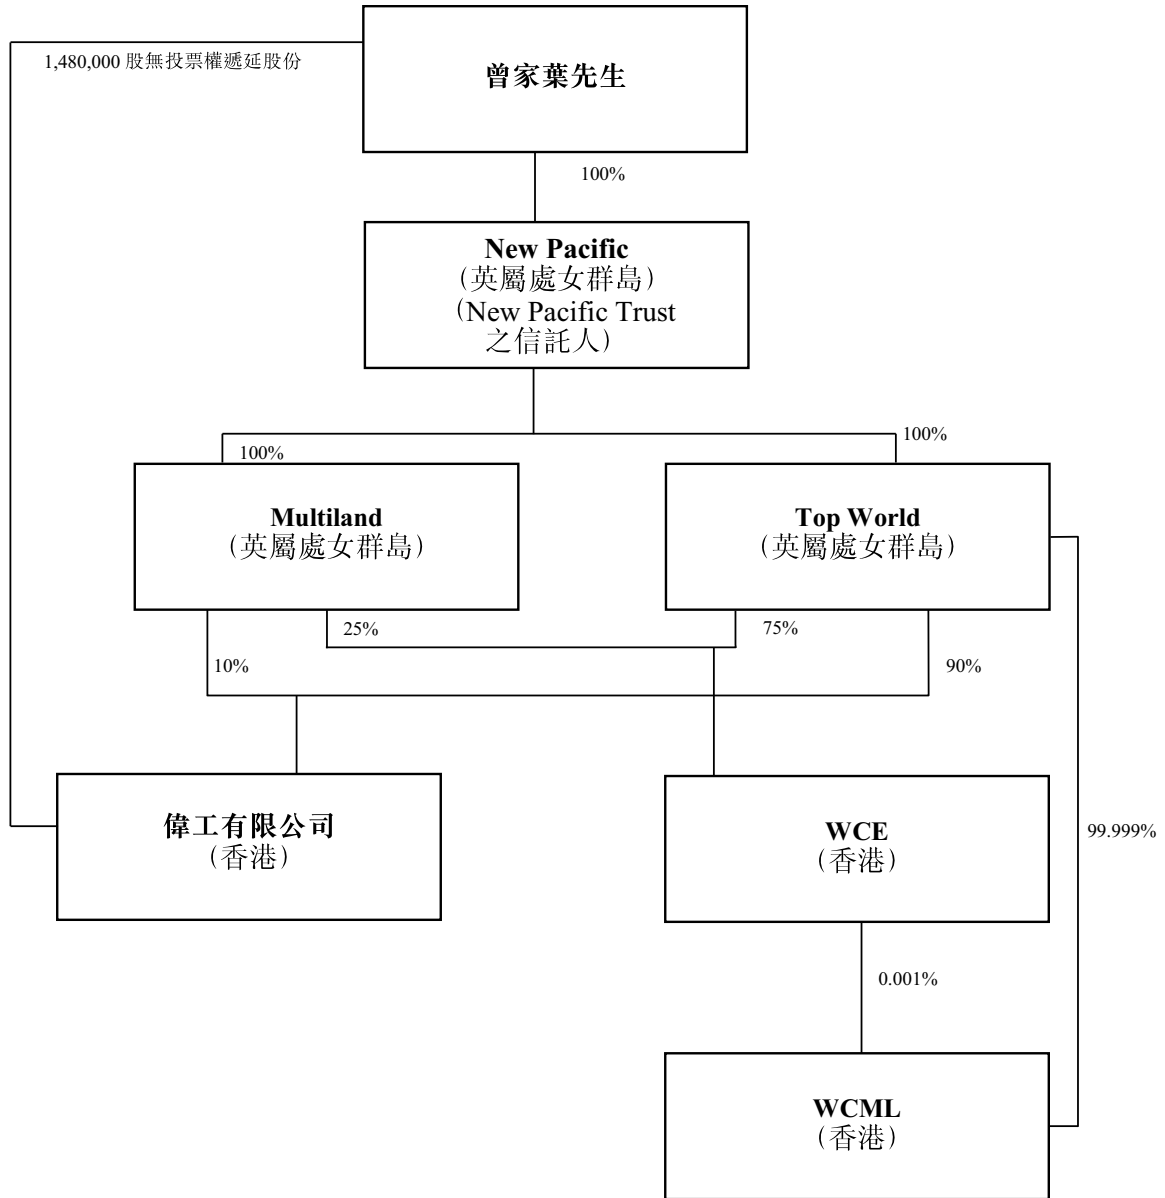 1,480,000 股無投票權遞延股份
曾家葉先生
100%
New Pacific
（英屬處女群島）
（New Pacific Trust
之信託人）
100%
100%
Multiland
（英屬處女群島）
Top World
（英屬處女群島）
25%
75%
10%
90%
偉工有限公司
（香港）
WCE
（香港）
99.999%
0.001%
WCML
（香港）